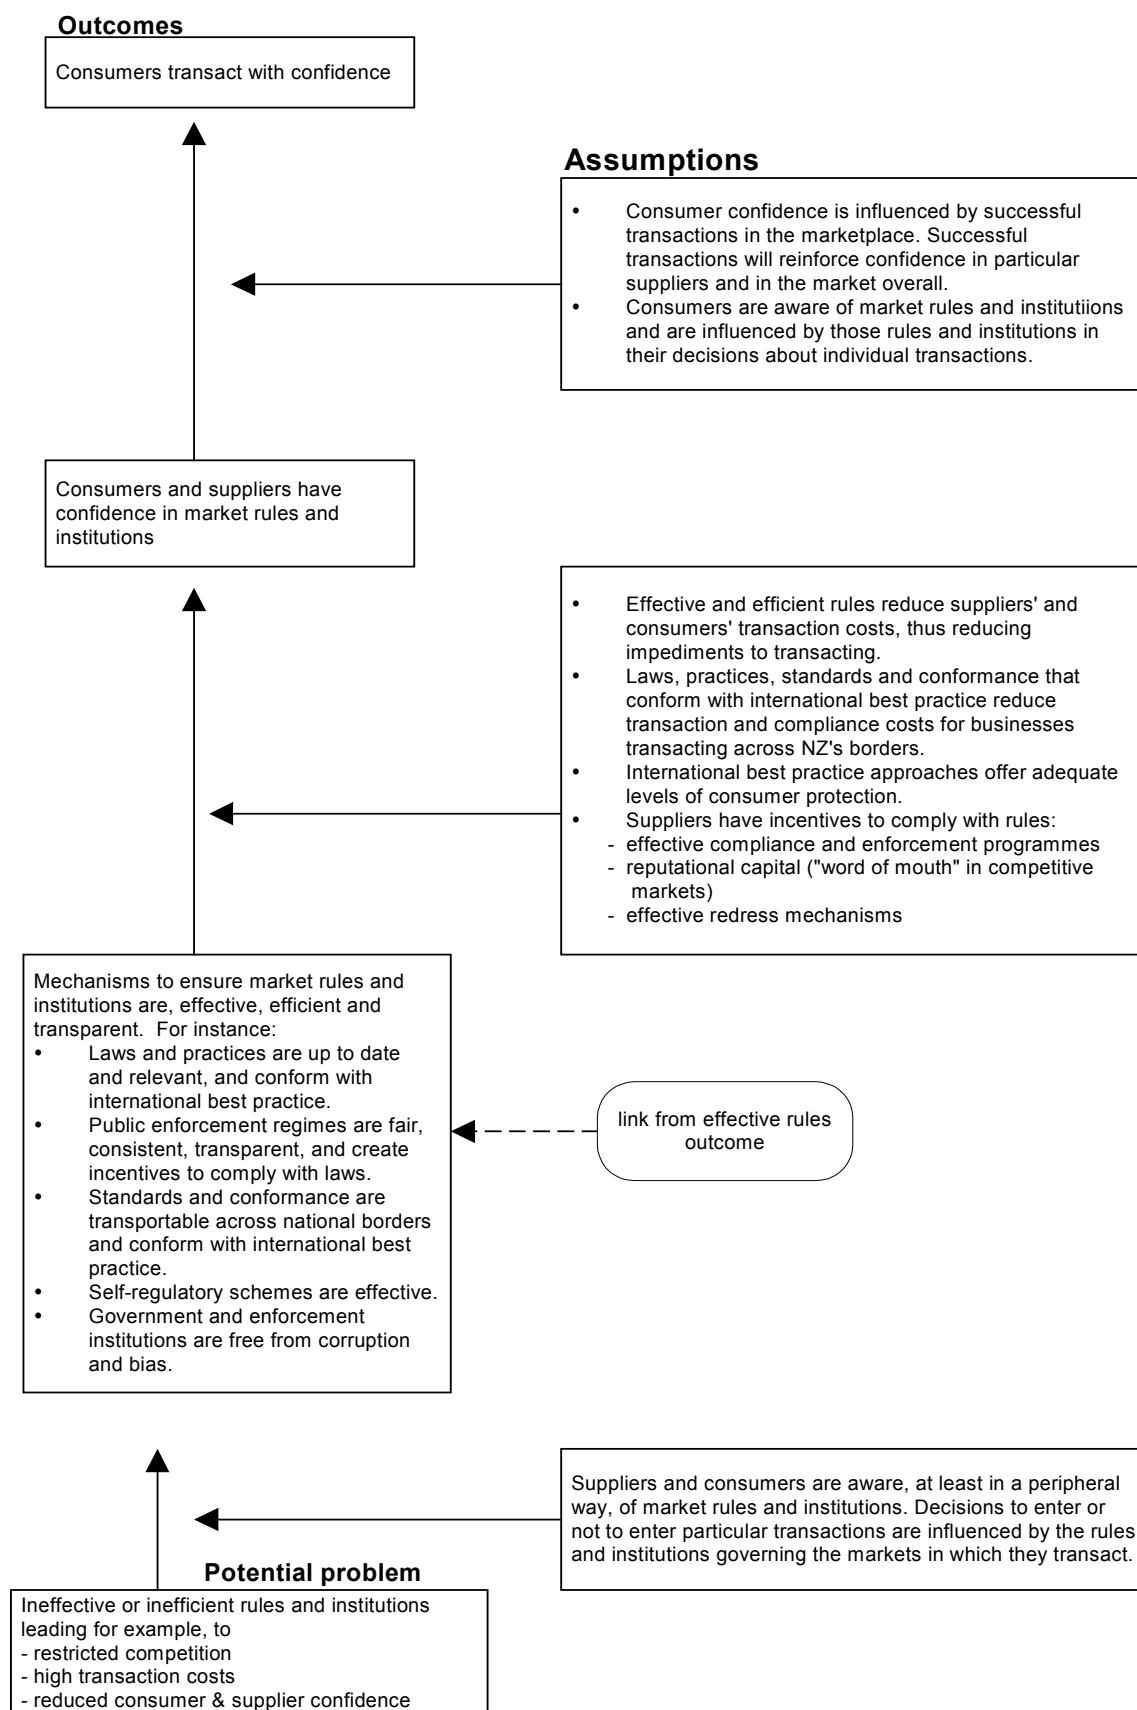 Outcomes
Consumers transact with confidence
Assumptions
• Consumer confidence is influenced by successful
transactions in the marketplace. Successful
transactions will reinforce confidence in particular
suppliers and in the market overall.
• Consumers are aware of market rules and institutiions
and are influenced by those rules and institutions in
their decisions about individual transactions.
Consumers and suppliers have
confidence in market rules and
institutions
• Effective and efficient rules reduce suppliers' and
consumers' transaction costs, thus reducing
impediments to transacting.
• Laws, practices, standards and conformance that
conform with international best practice reduce
transaction and compliance costs for businesses
transacting across NZ's borders.
• International best practice approaches offer adequate
levels of consumer protection.
• Suppliers have incentives to comply with rules:
- effective compliance and enforcement programmes
- reputational capital ("word of mouth" in competitive
markets)
- effective redress mechanisms
Mechanisms to ensure market rules and
institutions are, effective, efficient and
transparent. For instance:
• Laws and practices are up to date
and relevant, and conform with
international best practice.
• Public enforcement regimes are fair,
consistent, transparent, and create
incentives to comply with laws.
• Standards and conformance are
transportable across national borders
and conform with international best
practice.
• Self-regulatory schemes are effective.
• Government and enforcement
institutions are free from corruption
and bias.
link from effective rules
outcome
Suppliers and consumers are aware, at least in a peripheral
way, of market rules and institutions. Decisions to enter or
not to enter particular transactions are influenced by the rules
and institutions governing the markets in which they transact.
Potential problem
Ineffective or inefficient rules and institutions
leading for example, to
- restricted competition
- high transaction costs
- reduced consumer & supplier confidence